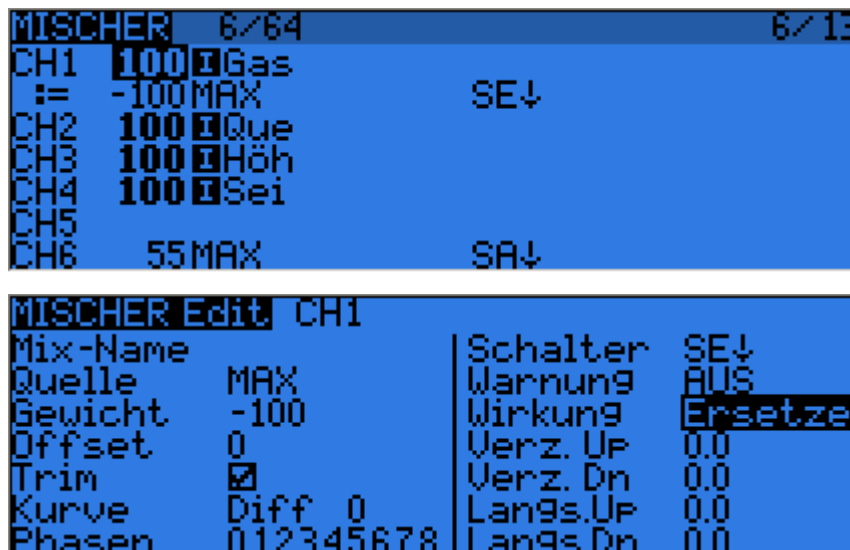 MISCHER 6/64 6/13
CH1 100 I Gas
:= -100 MAX SE↓
CH2 100 I Que
CH3 100 I Höh
CH4 100 I Sei
CH5
CH6 55 MAX SA↓
MISCHER Edit CH1
Mix-Name Schalter SE↓
Quelle MAX Warnung AUS
Gewicht -100 Wirkung Ersetze
Offset 0 Verz. Up 0.0
Trim Verz. Dn 0.0
Kurve Diff 0 Langs.Up 0.0
Phasen 012345678 Langs.Dn 0.0